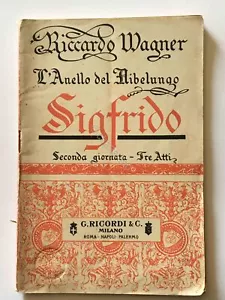 Riccardo Wagner
L'Anello del Nibelungo
Sigfrido
Seconda giornata - Tre Atti
G. RICORDI & C.
MILANO
ROMA - NAPOLI - PALERMO